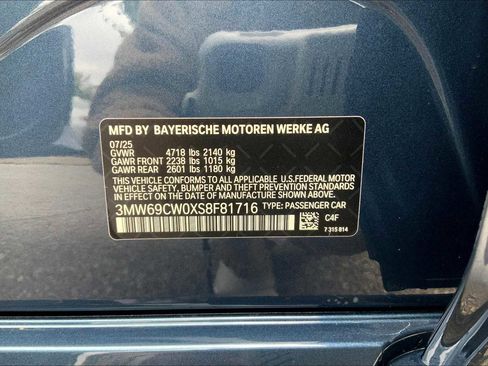 MFD BY BAYERISCHE MOTOREN WERKE AG
07/25
GVWR 4718 lbs 2140 kg
GAWR FRONT 2238 lbs 1015 kg
GAWR REAR 2601 lbs 1180 kg
THIS VEHICLE CONFORMS TO ALL APPLICABLE U.S.FEDERAL MOTOR
VEHICLE SAFETY, BUMPER AND THEFT PREVENTION STANDARDS IN
EFFECT ON THE DATE OF MANUFACTURE SHOWN ABOVE.
3MW69CW0XS8F81716 TYPE: PASSENGER CAR
C4F
7 315 814